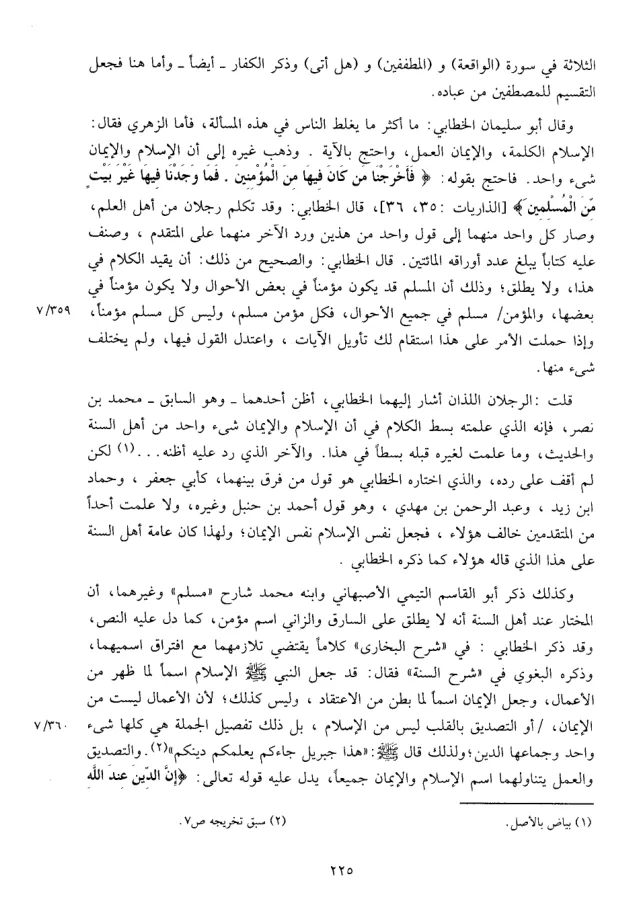 الثلاثة في سورة (الواقعة) و (المطففين) و (هل أتى) وذكر الكفار ـ أيضاً ـ وأما هنا فجعل
التقسيم للمصطفين من عباده.
وقال أبو سليمان الخطابي: ما أكثر ما يغلط الناس في هذه المسألة، فأما الزهري فقال:
الإسلام الكلمة، والإيمان العمل، واحتج بالآية . وذهب غيره إلى أن الإسلام والإيمان
شىء واحد. فاحتج بقوله: ﴿ فَأَخْرَجْنَا مَن كَانَ فِيهَا مِنَ الْمُؤْمِنِينَ . فَمَا وَجَدْنَا فِيهَا غَيْرَ بَيْتٍ
مِّنَ الْمُسْلِمِينَ﴾ [الذاريات :٣٥، ٣٦]، قال الخطابي: وقد تكلم رجلان من أهل العلم،
وصار كل واحد منهما إلى قول واحد من هذين ورد الآخر منهما على المتقدم ، وصنف
عليه كتاباً يبلغ عدد أوراقه المائتين. قال الخطابي: والصحيح من ذلك: أن يقيد الكلام في
هذا، ولا يطلق؛ وذلك أن المسلم قد يكون مؤمناً في بعض الأحوال ولا يكون مؤمناً في
بعضها، والمؤمن/ مسلم في جميع الأحوال، فكل مؤمن مسلم، وليس كل مسلم مؤمناً، ٧/٣٥٩
وإذا حملت الأمر على هذا استقام لك تأويل الآيات ، واعتدل القول فيها، ولم يختلف
شىء منها.
قلت :الرجلان اللذان أشار إليهما الخطابي، أظن أحدهما ـ وهو السابق ـ محمد بن
نصر، فإنه الذي علمته بسط الكلام في أن الإسلام والإيمان شىء واحد من أهل السنة
والحديث، وما علمت لغيره قبله بسطاً في هذا. والآخر الذي رد عليه أظنه...(١) لكن
لم أقف على رده، والذي اختاره الخطابي هو قول من فرق بينهما، كأبي جعفر ، وحماد
ابن زيد ، وعبد الرحمن بن مهدي ، وهو قول أحمد بن حنبل وغيره، ولا علمت أحداً
من المتقدمين خالف هؤلاء ، فجعل نفس الإسلام نفس الإيمان؛ ولهذا كان عامة أهل السنة
على هذا الذي قاله هؤلاء كما ذكره الخطابي .
وكذلك ذكر أبو القاسم التيمي الأصبهاني وابنه محمد شارح «مسلم» وغيرهما، أن
المختار عند أهل السنة أنه لا يطلق على السارق والزاني اسم مؤمن، كما دل عليه النص،
وقد ذكر الخطابي : في «شرح البخارى» كلاماً يقتضي تلازمهما مع افتراق اسميهما،
وذكره البغوي في «شرح السنة» فقال: قد جعل النبي ﷺ الإسلام اسماً لما ظهر من
الأعمال، وجعل الإيمان اسماً لما بطن من الاعتقاد ، وليس كذلك؛ لأن الأعمال ليست من
الإيمان، /أو التصديق بالقلب ليس من الإسلام ، بل ذلك تفصيل الجملة هي كلها شىء ٧/٣٦٠
واحد وجماعها الدين؛ولذلك قال ﷺ:«هذا جبريل جاءكم يعلمكم دينكم»(٢).والتصديق
والعمل يتناولهما اسم الإسلام والإيمان جميعاً، يدل عليه قوله تعالى: ﴿إِنَّ الدِّينَ عِندَ اللَّهِ
(١) بياض بالأصل. (٢) سبق تخريجه ص٧.
٢٢٥